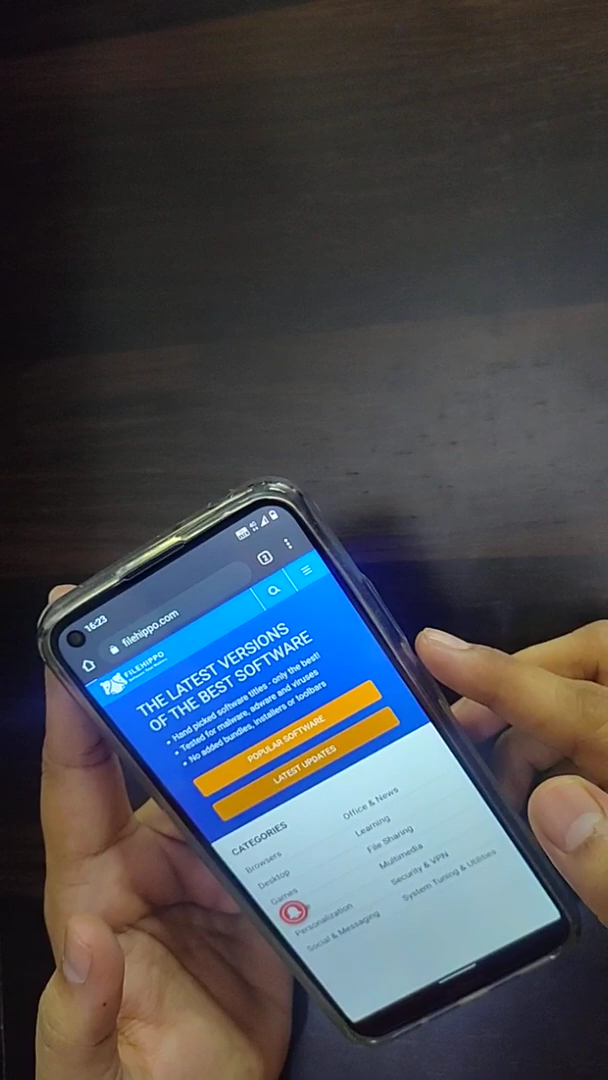 16:23
4G
2
filehippo.com
FILEHIPPO
THE LATEST VERSIONS
OF THE BEST SOFTWARE
• Hand picked software titles - only the best!
• Tested for malware, adware and viruses
• No added bundles, installers or toolbars
POPULAR SOFTWARE
LATEST UPDATES
CATEGORIES
Browsers
Office & News
Desktop
Learning
Games
File Sharing
Multimedia
Personalization
Security & VPN
Social & Messaging
System Tuning & Utilities